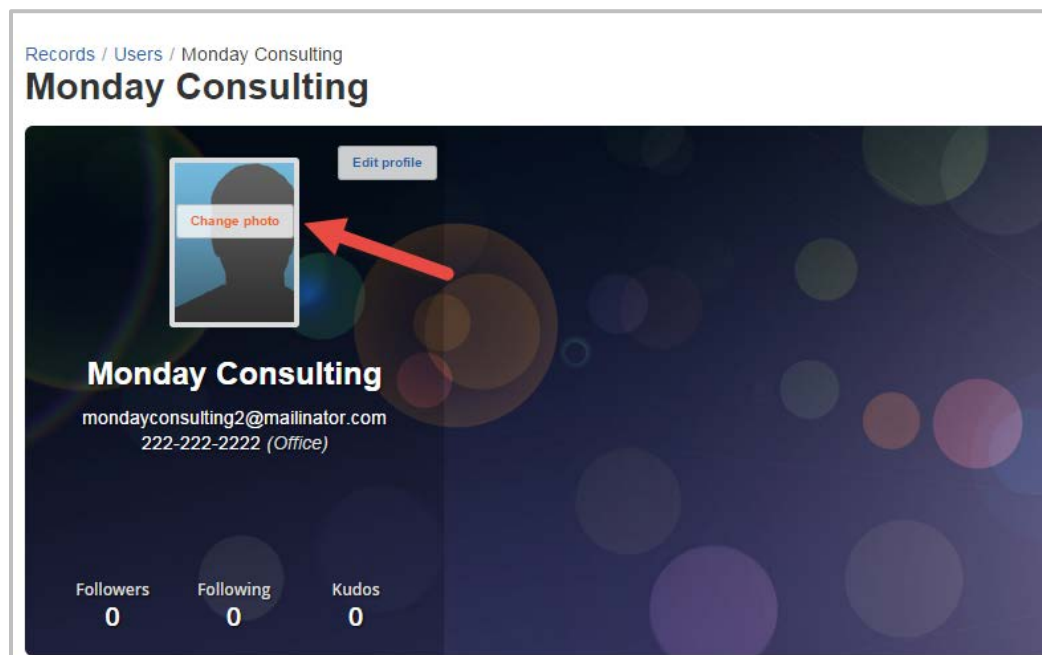 Records / Users / Monday Consulting
Monday Consulting
Edit profile
Change photo
Monday Consulting
mondayconsulting2@mailinator.com
222-222-2222 (Office)
Followers Following Kudos
0 0 0